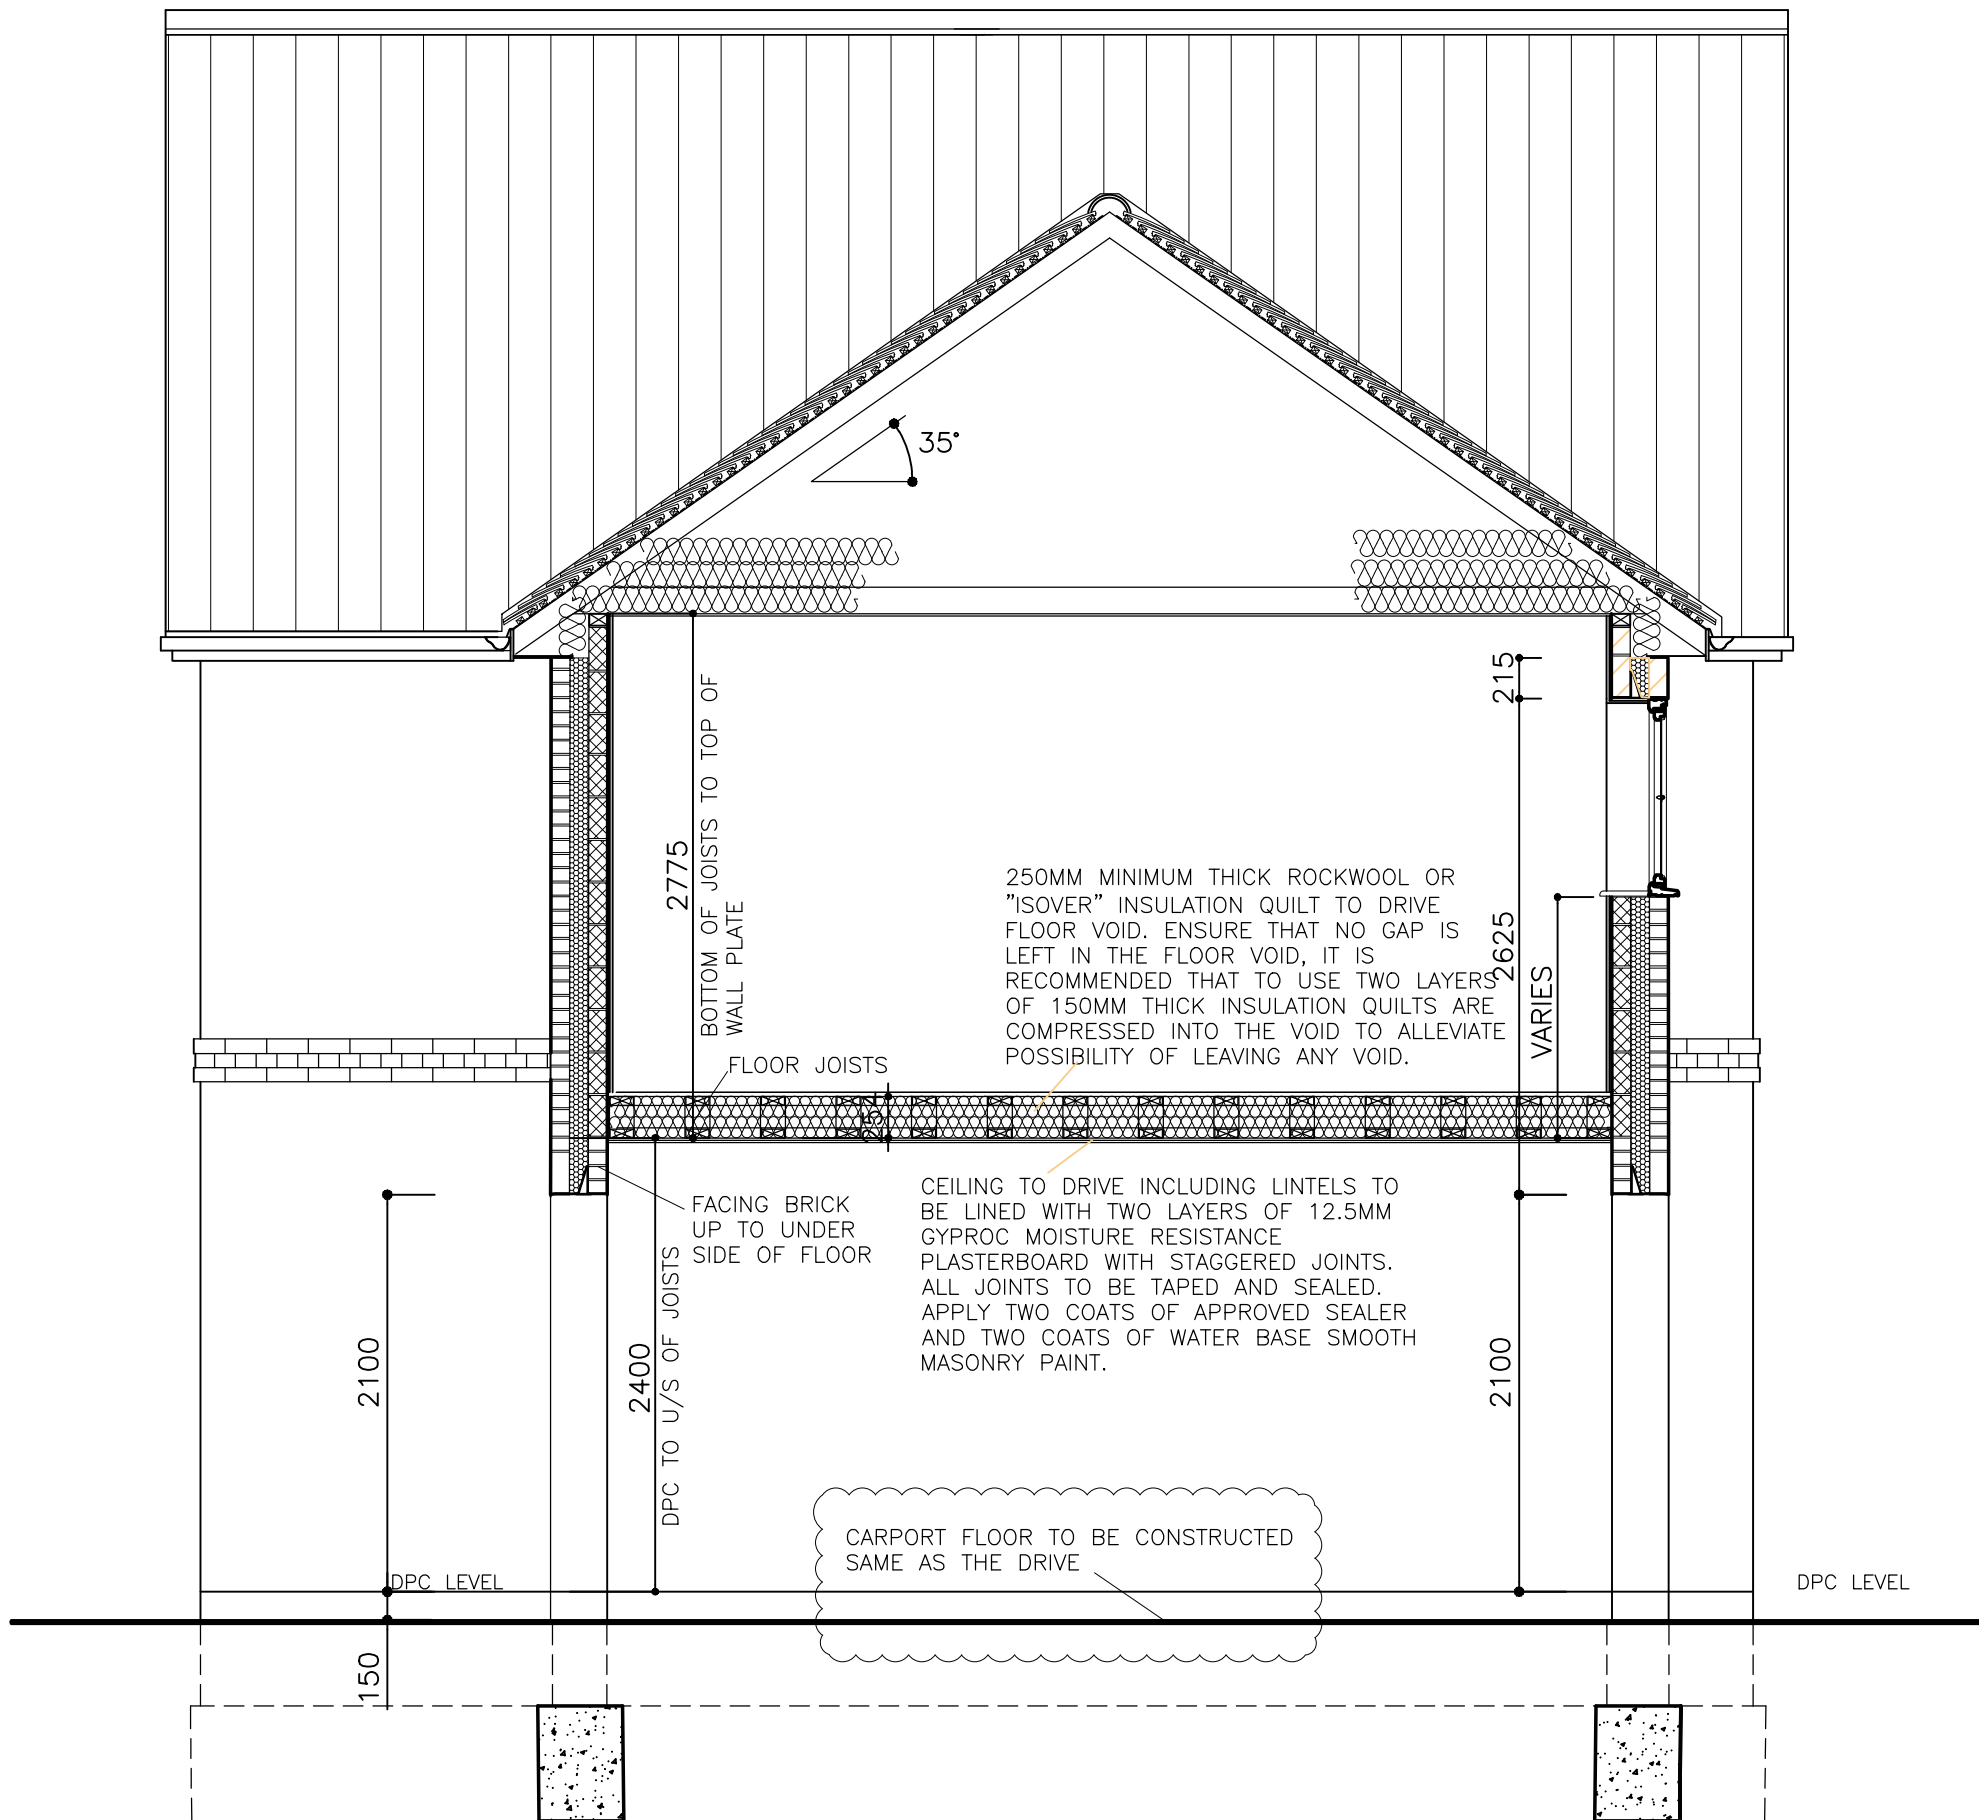 35°
215
2775
BOTTOM OF JOISTS TO TOP OF
WALL PLATE
250MM MINIMUM THICK ROCKWOOL OR
"ISOVER" INSULATION QUILT TO DRIVE
FLOOR VOID. ENSURE THAT NO GAP IS
LEFT IN THE FLOOR VOID, IT IS
RECOMMENDED THAT TO USE TWO LAYERS
OF 150MM THICK INSULATION QUILTS ARE
COMPRESSED INTO THE VOID TO ALLEVIATE
POSSIBILITY OF LEAVING ANY VOID.
2625
VARIES
FLOOR JOISTS
254
FACING BRICK
UP TO UNDER
SIDE OF FLOOR
CEILING TO DRIVE INCLUDING LINTELS TO
BE LINED WITH TWO LAYERS OF 12.5MM
GYPROC MOISTURE RESISTANCE
PLASTERBOARD WITH STAGGERED JOINTS.
ALL JOINTS TO BE TAPED AND SEALED.
APPLY TWO COATS OF APPROVED SEALER
AND TWO COATS OF WATER BASE SMOOTH
MASONRY PAINT.
2100
2400
DPC TO U/S OF JOISTS
2100
CARPORT FLOOR TO BE CONSTRUCTED
SAME AS THE DRIVE
DPC LEVEL
DPC LEVEL
150